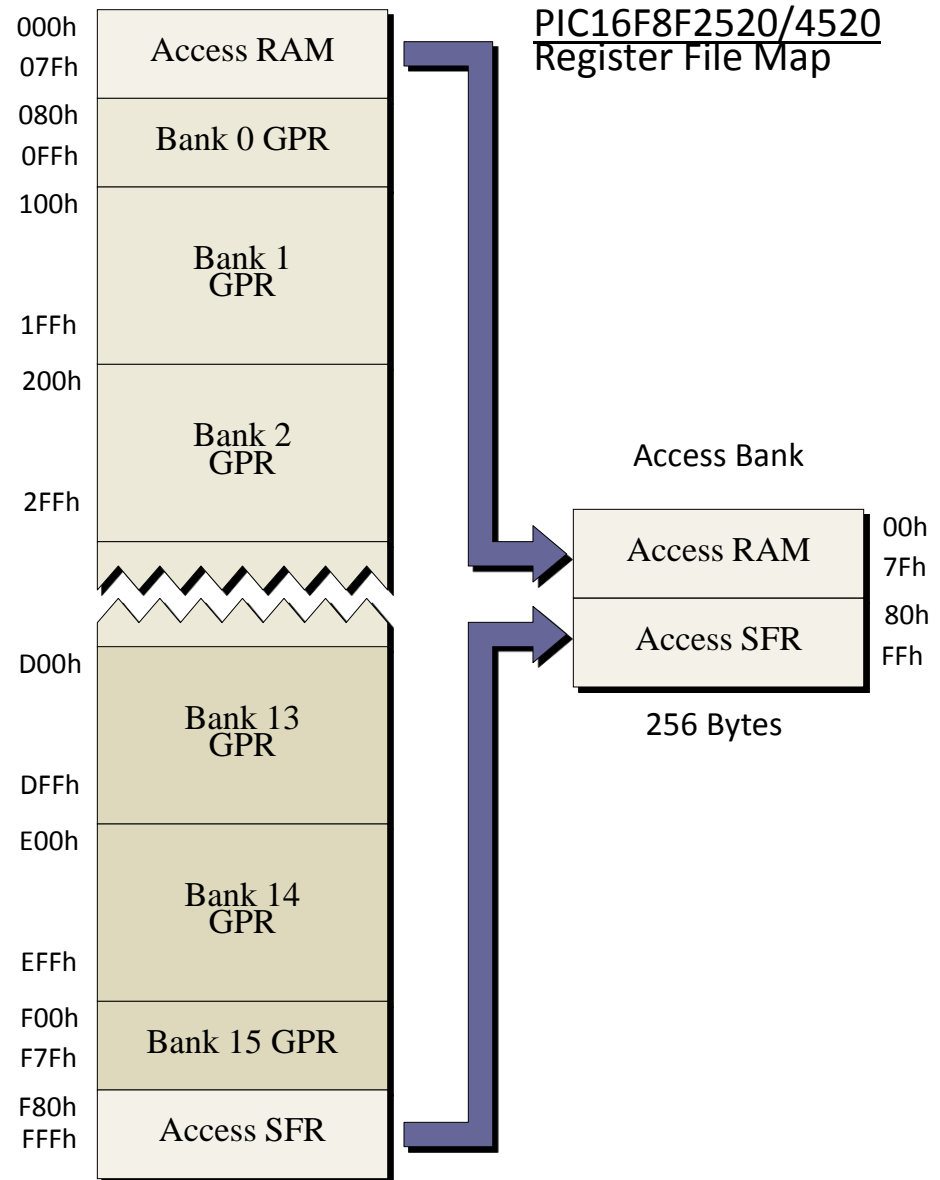 PIC16F8F2520/4520
Register File Map
000h
07Fh
Access RAM
080h
0FFh
Bank 0 GPR
100h
Bank 1
GPR
1FFh
200h
Bank 2
GPR
2FFh
D00h
Bank 13
GPR
DFFh
E00h
Bank 14
GPR
EFFh
F00h
F7Fh
Bank 15 GPR
F80h
FFFh
Access SFR
Access Bank
Access RAM
00h
7Fh
Access SFR
80h
FFh
256 Bytes